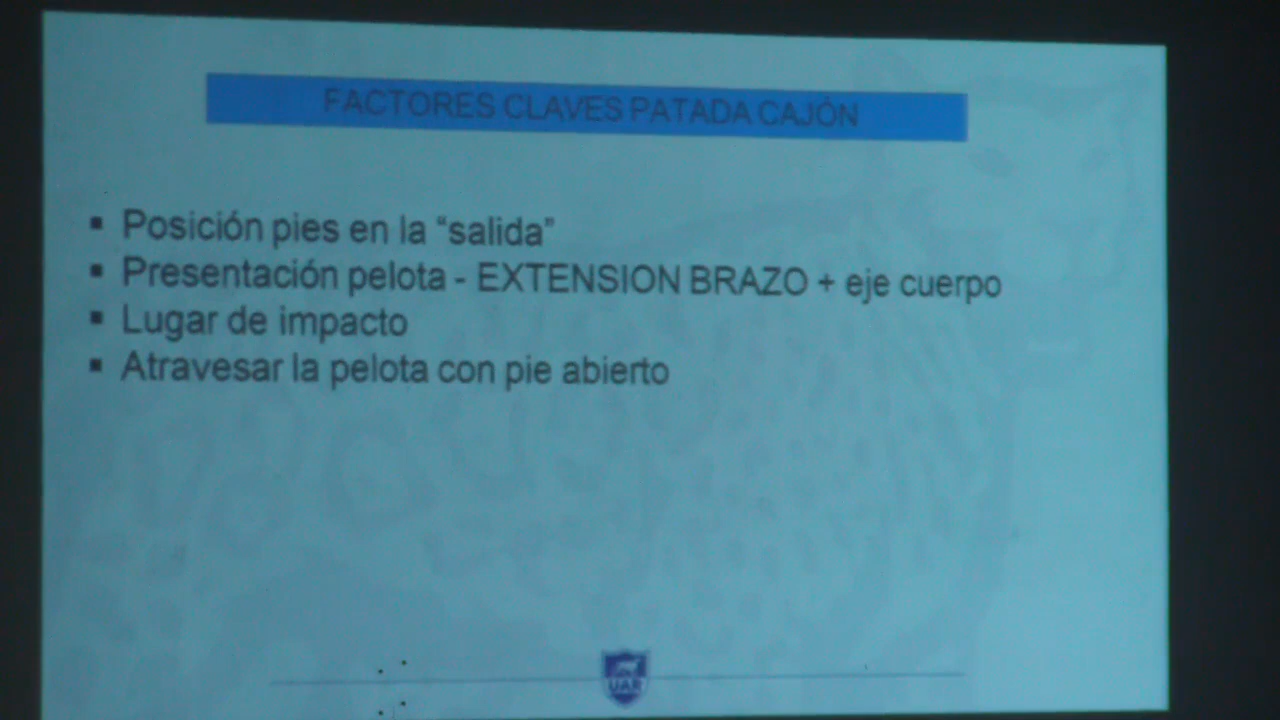 FACTORES CLAVES PATADA CAJÓN
▪ Posición pies en la “salida”
▪ Presentación pelota - EXTENSION BRAZO + eje cuerpo
▪ Lugar de impacto
▪ Atravesar la pelota con pie abierto
UAR